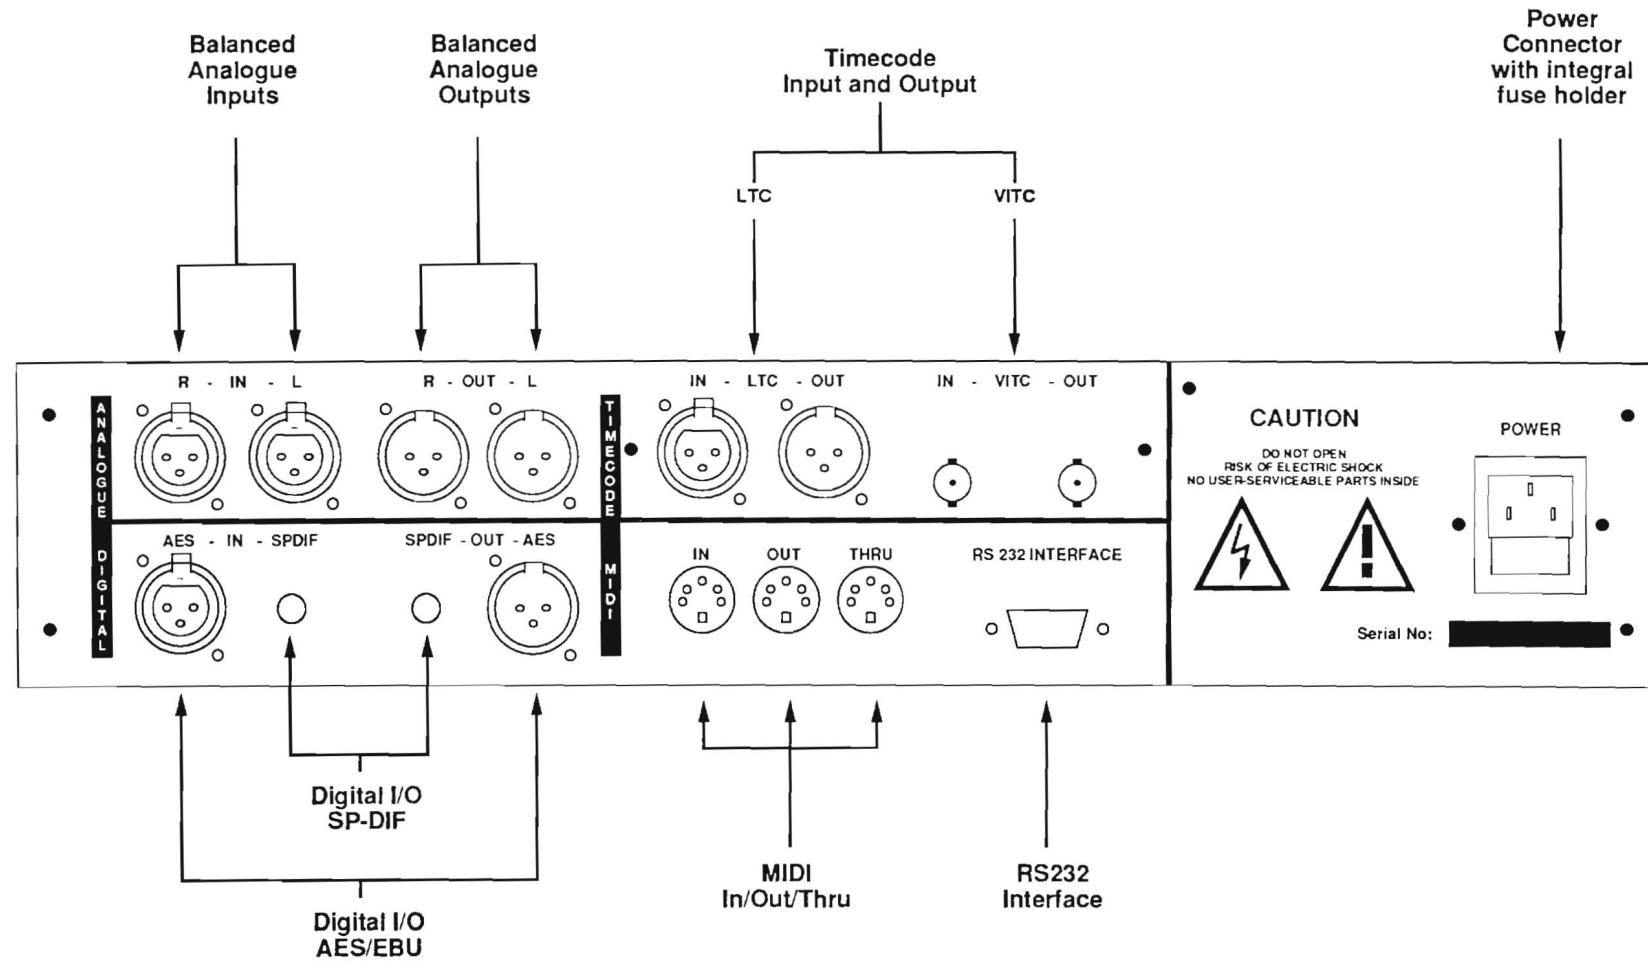 Balanced
Analogue
Inputs
Balanced
Analogue
Outputs
Timecode
Input and Output
Power
Connector
with integral
fuse holder
LTC
VITC
R - IN - L
R - OUT - L
IN - LTC - OUT
IN - VITC - OUT
ANALOGUE
TIMECODE
CAUTION
DO NOT OPEN
RISK OF ELECTRIC SHOCK
NO USER-SERVICEABLE PARTS INSIDE
POWER
AES - IN - SPDIF
SPDIF - OUT - AES
DIGITAL
MIDI
IN
OUT
THRU
RS 232 INTERFACE
Serial No:
Digital I/O
SP-DIF
Digital I/O
AES/EBU
MIDI
In/Out/Thru
RS232
Interface